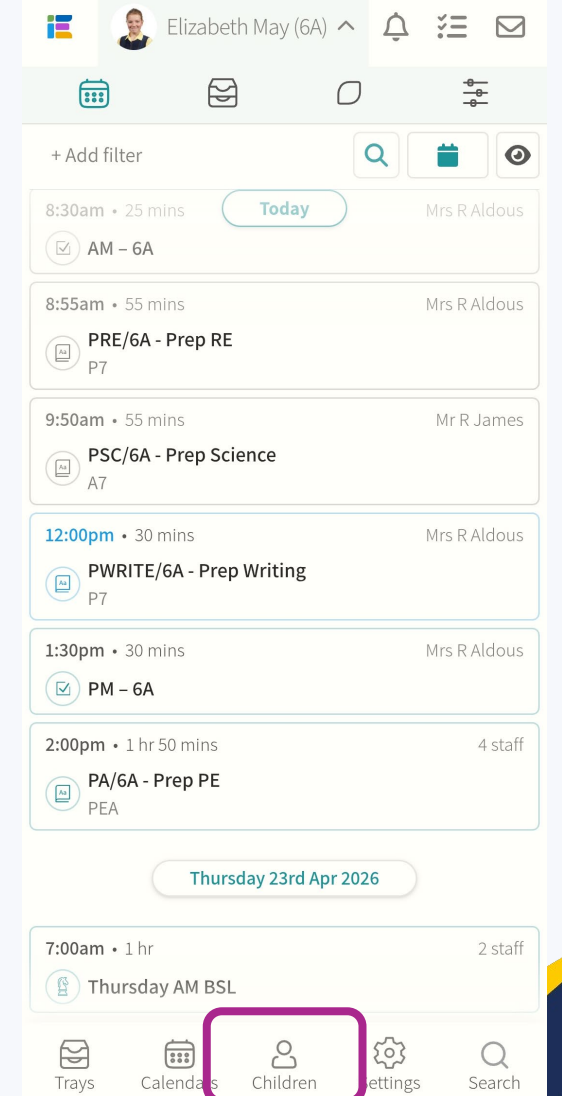 Elizabeth May (6A)
+ Add filter
8:30am • 25 mins
Today
Mrs R Aldous
AM – 6A
8:55am • 55 mins
Mrs R Aldous
PRE/6A - Prep RE
P7
9:50am • 55 mins
Mr R James
PSC/6A - Prep Science
A7
12:00pm • 30 mins
Mrs R Aldous
PWRITE/6A - Prep Writing
P7
1:30pm • 30 mins
Mrs R Aldous
PM – 6A
2:00pm • 1 hr 50 mins
4 staff
PA/6A - Prep PE
PEA
Thursday 23rd Apr 2026
7:00am • 1 hr
2 staff
Thursday AM BSL
Trays
Calendars
Children
Settings
Search